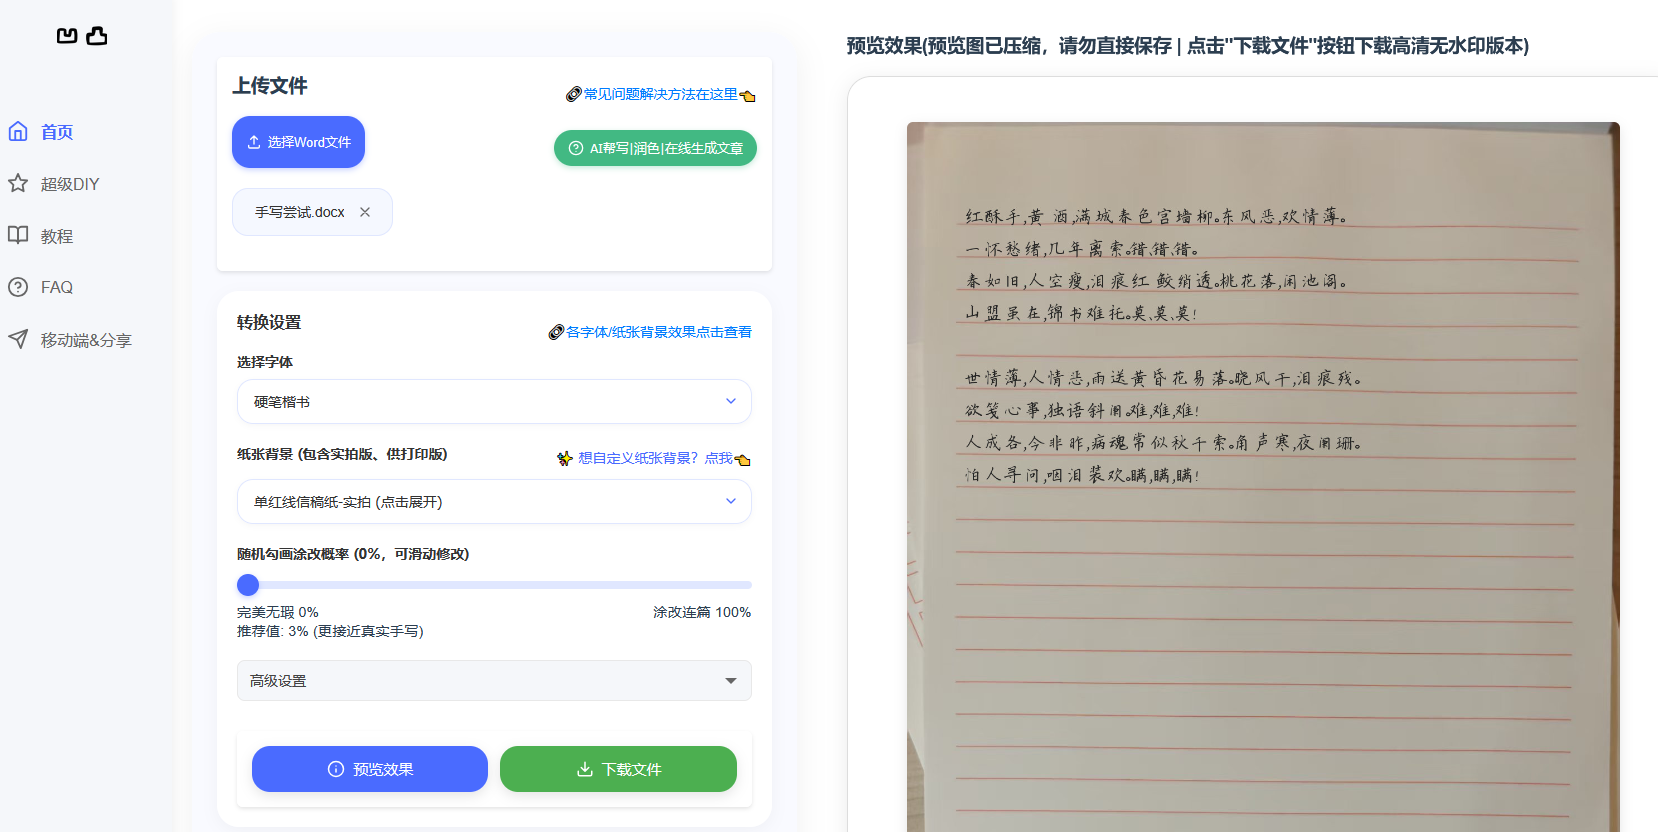 凹 凸
首页
超级DIY
教程
FAQ
移动端&分享
上传文件
常见问题解决方法在这里
选择Word文件
AI帮写|润色|在线生成文章
手写尝试.docx
转换设置
各字体/纸张背景效果点击查看
选择字体
硬笔楷书
纸张背景 (包含实拍版、供打印版)
想自定义纸张背景？点我
单红线信稿纸-实拍 (点击展开)
随机勾画涂改概率 (0%，可滑动修改)
完美无瑕 0%
涂改连篇 100%
推荐值: 3% (更接近真实手写)
高级设置
预览效果
下载文件
预览效果(预览图已压缩，请勿直接保存 | 点击"下载文件"按钮下载高清无水印版本)
红酥手,黄 酒,满城春色宫墙柳。东风恶,欢情薄。
一怀愁绪,几年离索。错、错、错。
春如旧,人空瘦,泪痕红 鲛绡透。桃花落,闲池阁。
山盟虽在,锦书难托。莫、莫、莫!
世情薄,人情恶,雨送黄昏花易落。晓风干,泪痕残。
欲笺心事,独语斜阑。难,难,难!
人成各,今非昨,病魂常似秋千索。角声寒,夜阑珊。
怕人寻问,咽泪装欢。瞒,瞒,瞒!